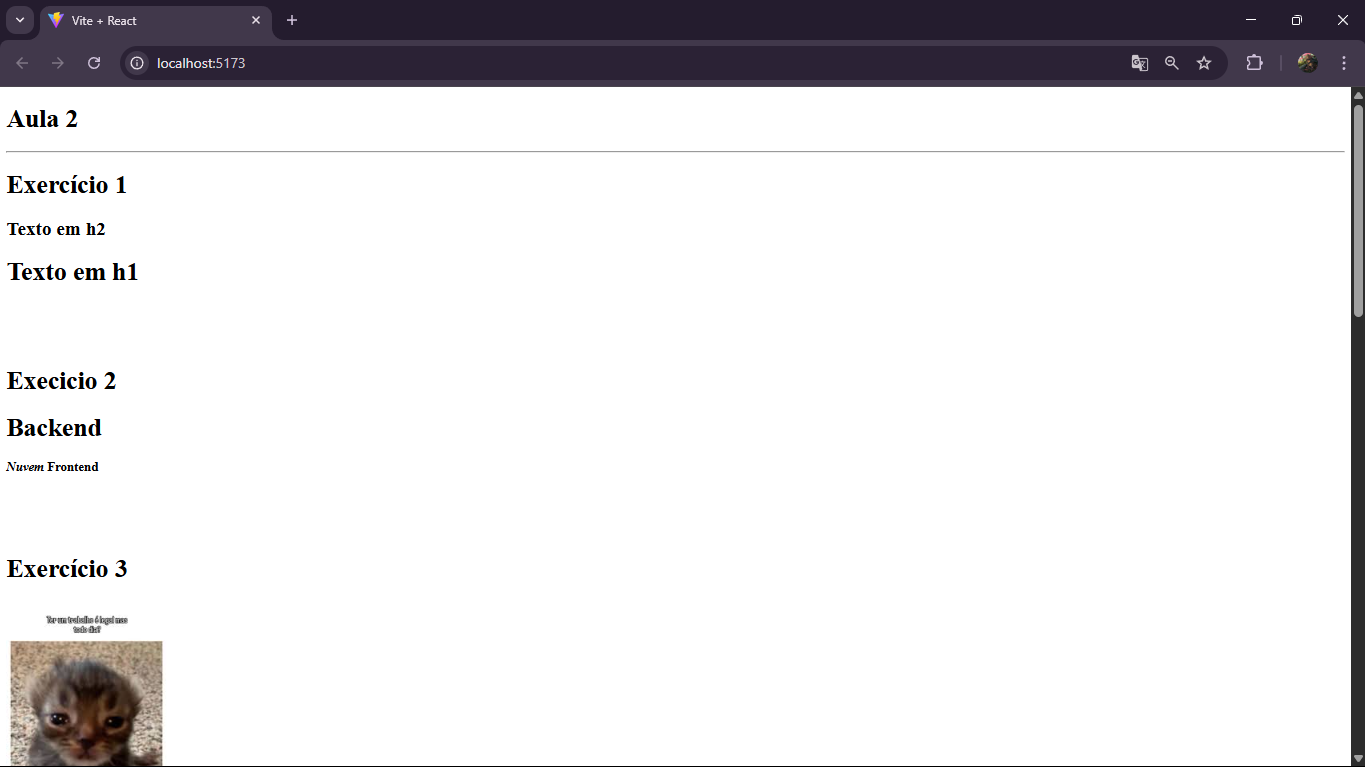 Vite + React
localhost:5173
Aula 2
Exercício 1
Texto em h2
Texto em h1
Execicio 2
Backend
Nuvem Frontend
Exercício 3
Ter um trabalho é legal mas
todo dia?